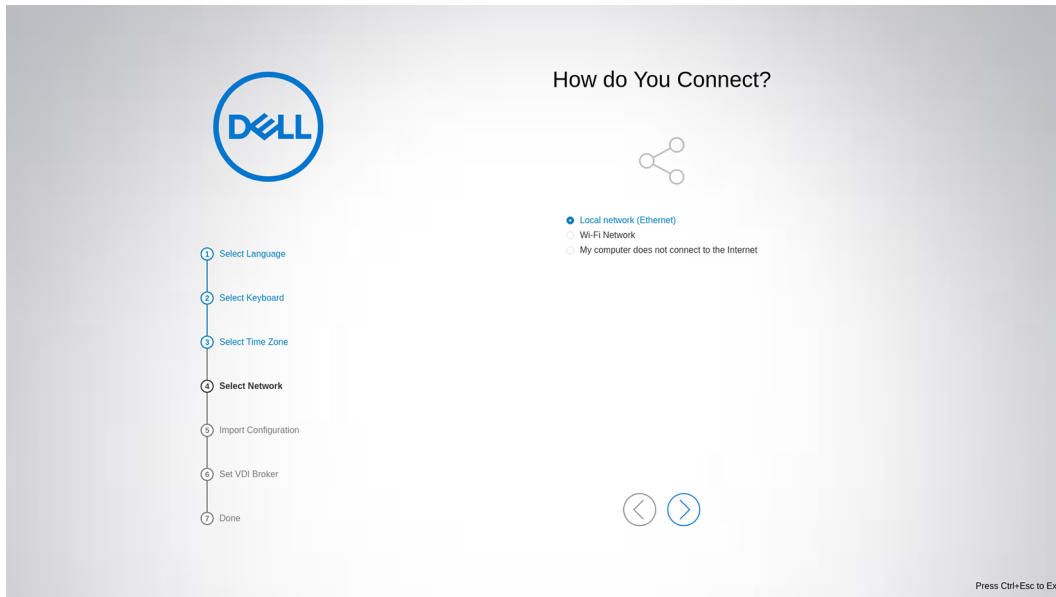 DELL
How do You Connect?
Local network (Ethernet)
Wi-Fi Network
My computer does not connect to the Internet
1 Select Language
2 Select Keyboard
3 Select Time Zone
4 Select Network
5 Import Configuration
6 Set VDI Broker
7 Done
Press Ctrl+Esc to Ex